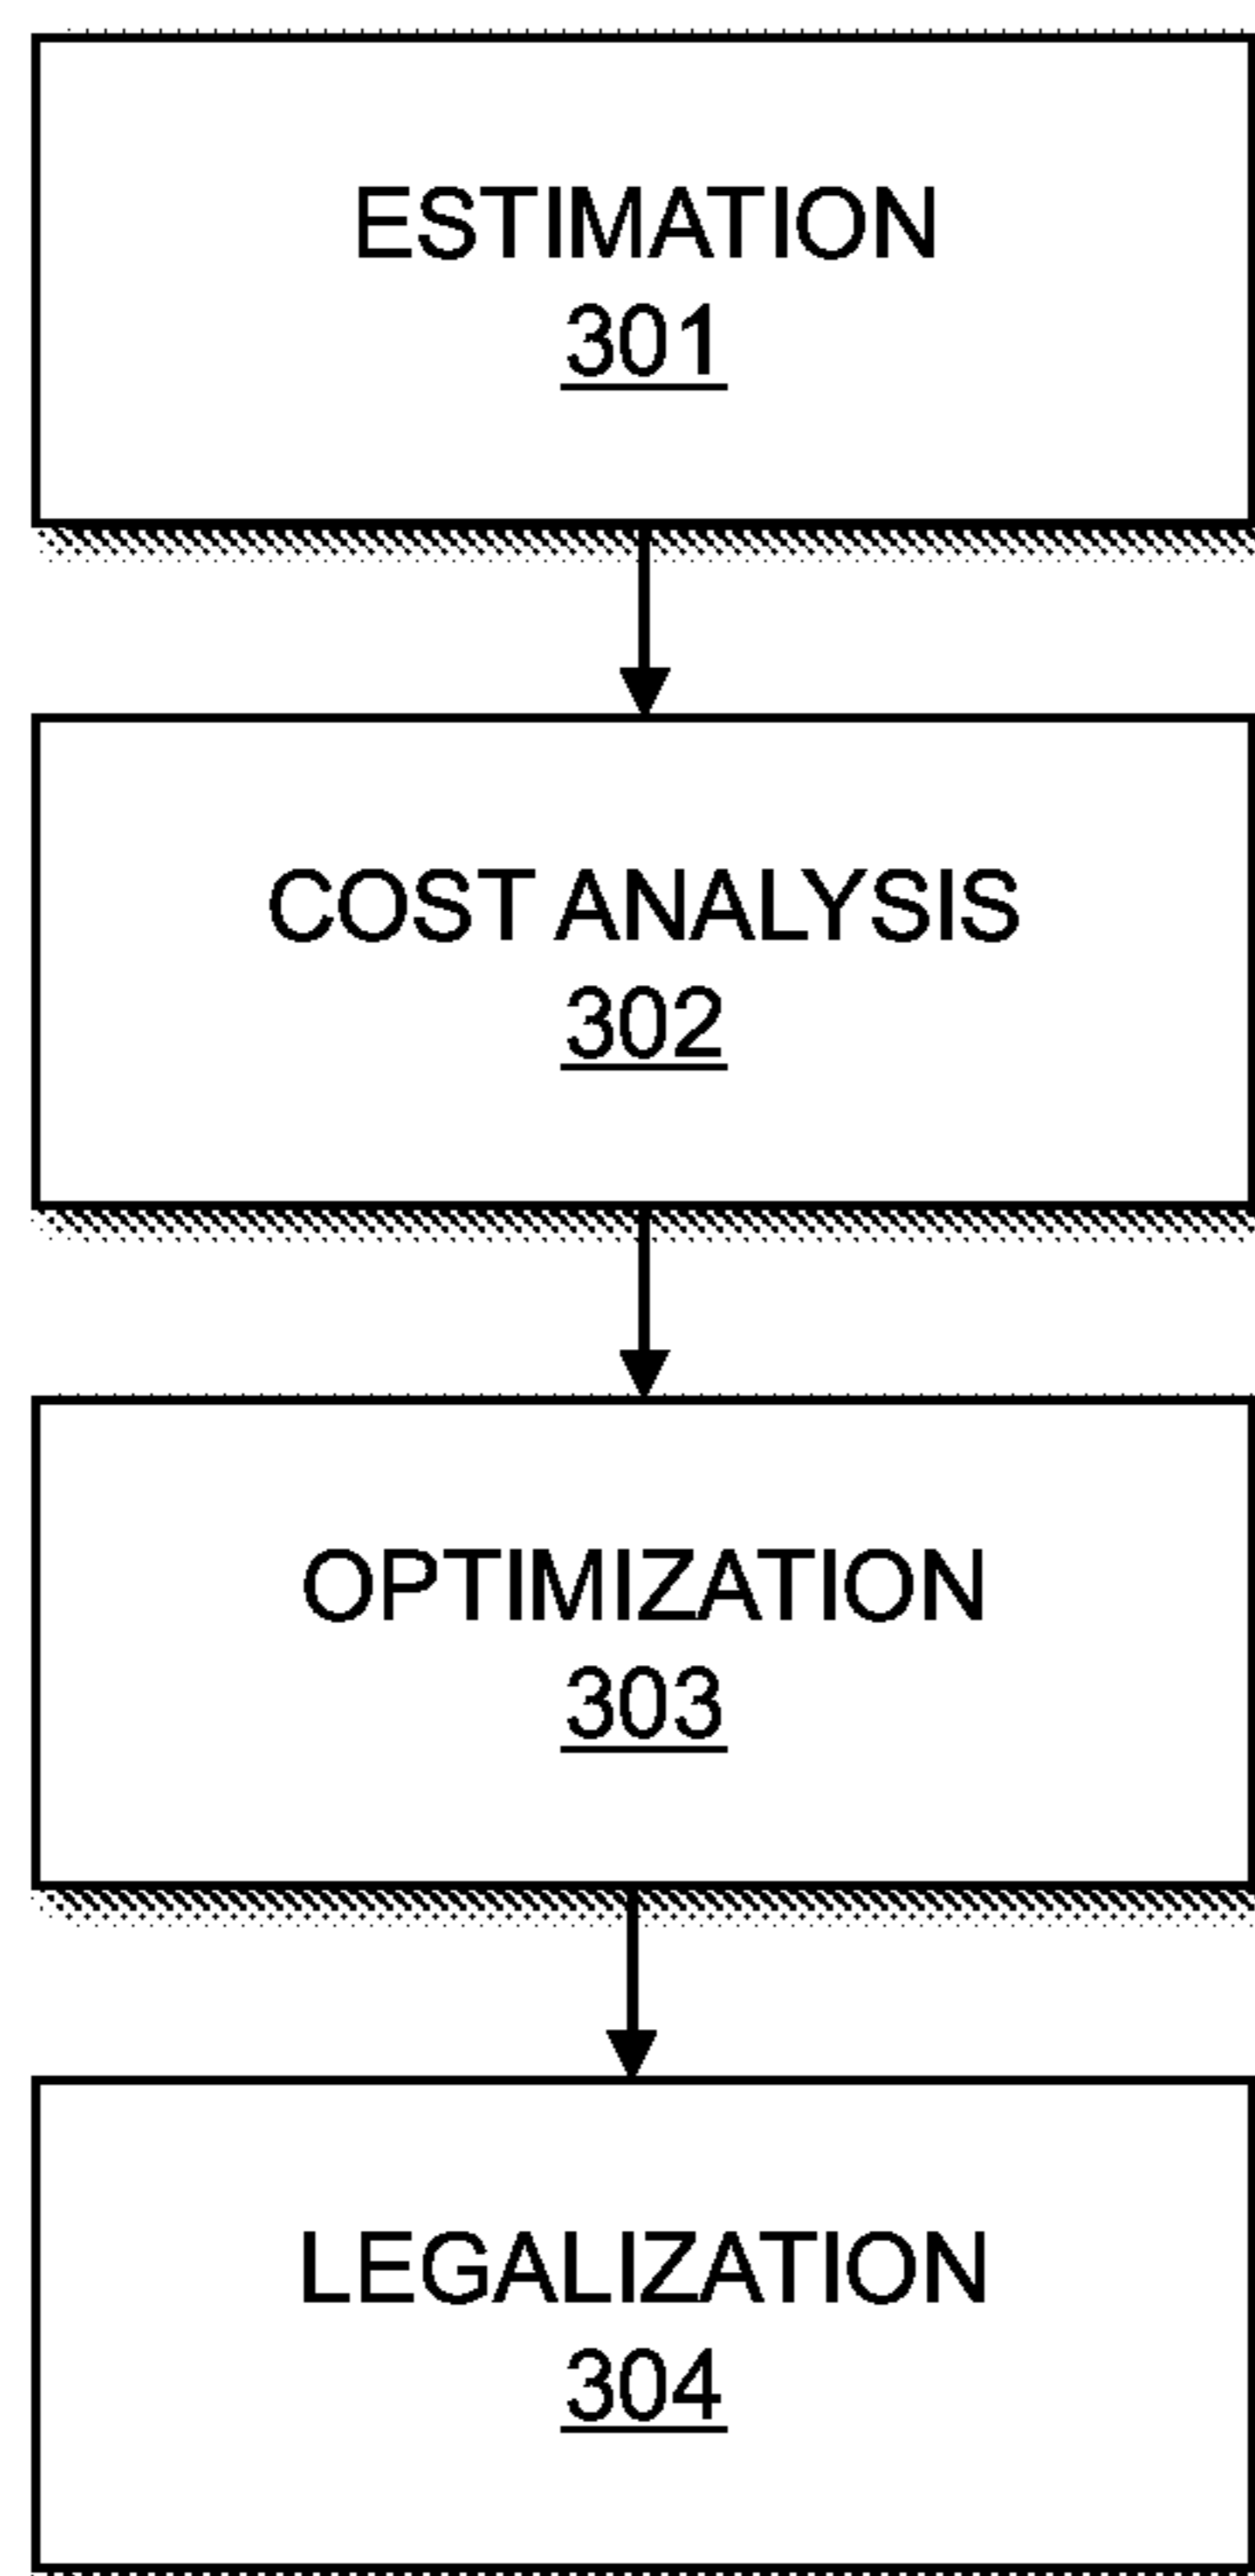 ESTIMATION
301
COST ANALYSIS
302
OPTIMIZATION
303
LEGALIZATION
304